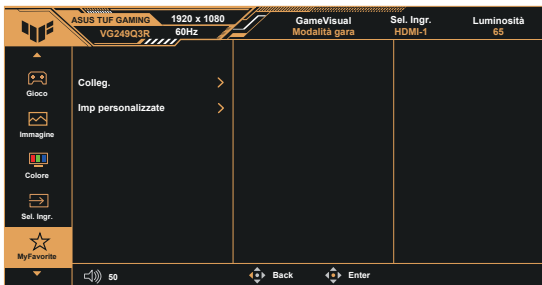 ASUS TUF GAMING
VG249Q3R
1920 x 1080
60Hz
GameVisual
Modalità gara
Sel. Ingr.
HDMI-1
Luminosità
65
Gioco
Immagine
Colore
Sel. Ingr.
MyFavorite
Colleg.
Imp personalizzate
50
Back
Enter